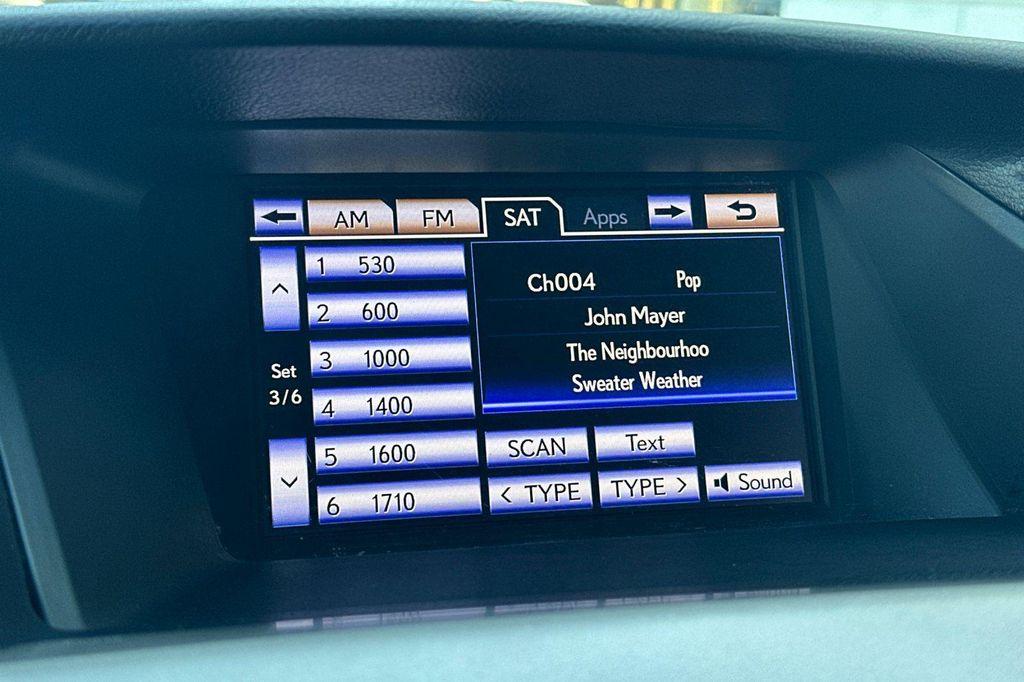 AM FM SAT Apps
1 530
2 600
3 1000
4 1400
5 1600
6 1710
Set
3/6
Ch004 Pop
John Mayer
The Neighbourhoo
Sweater Weather
SCAN Text
< TYPE TYPE > Sound